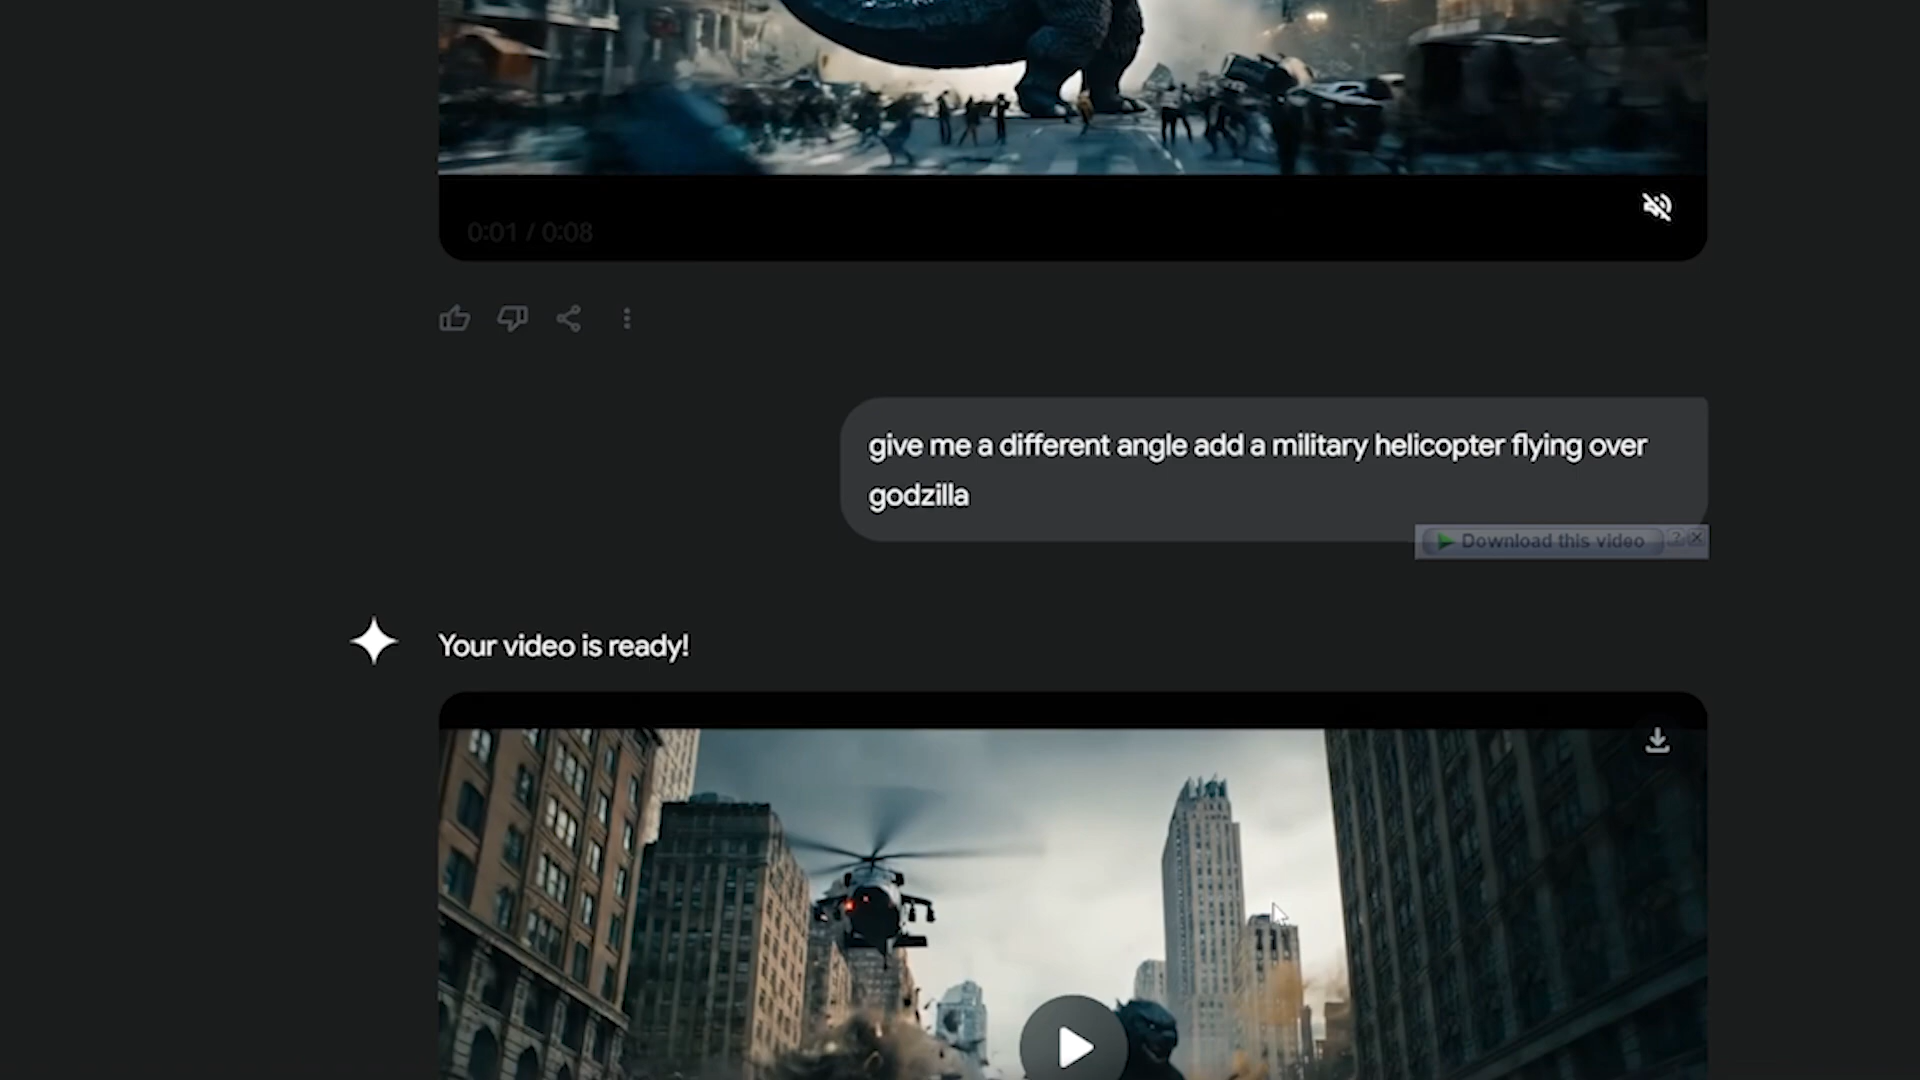 0:01 / 0:08
give me a different angle add a military helicopter flying over
godzilla
Download this video ?
Your video is ready!